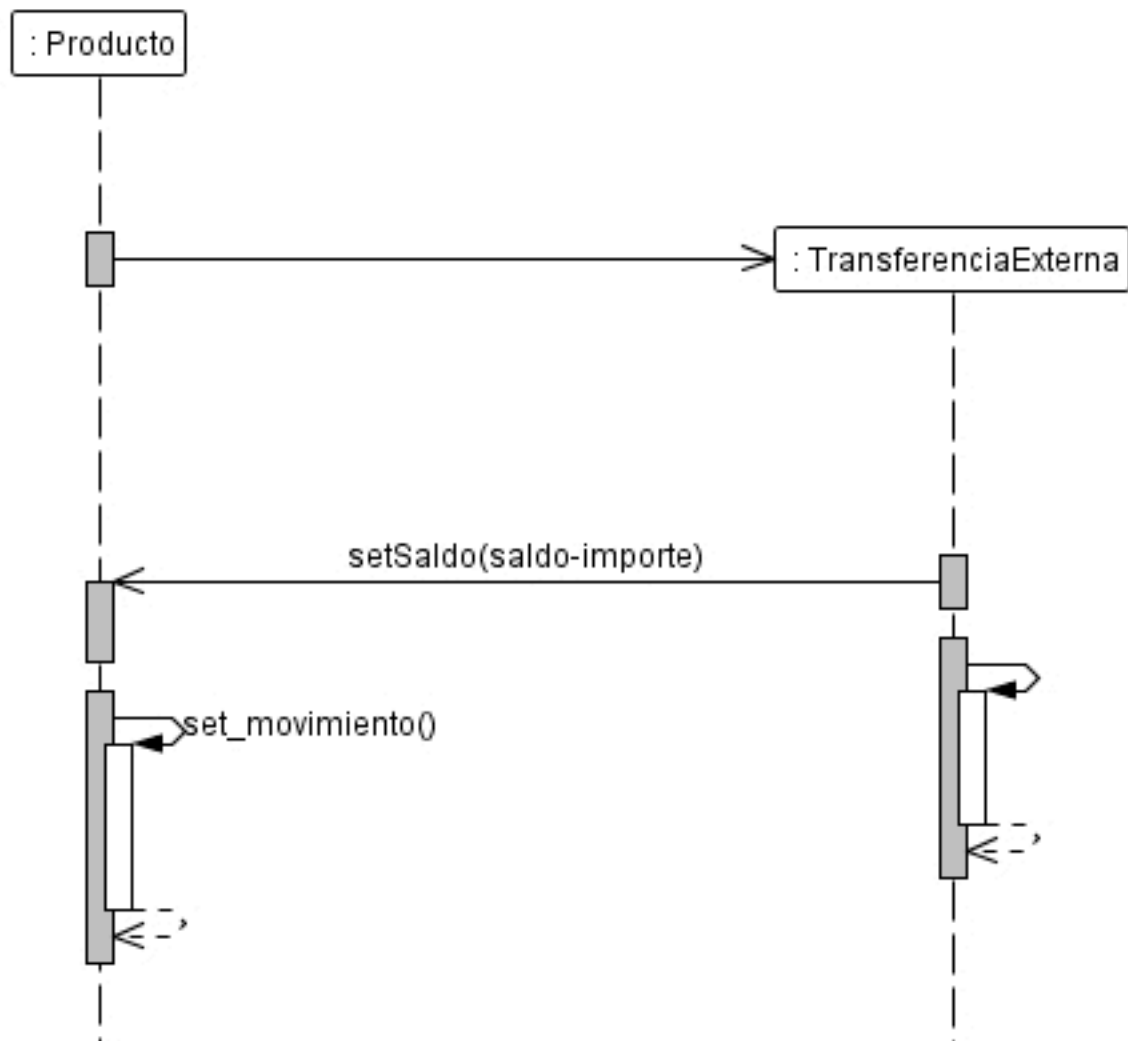 : Producto
: TransferenciaExterna
setSaldo(saldo-importe)
set_movimiento()